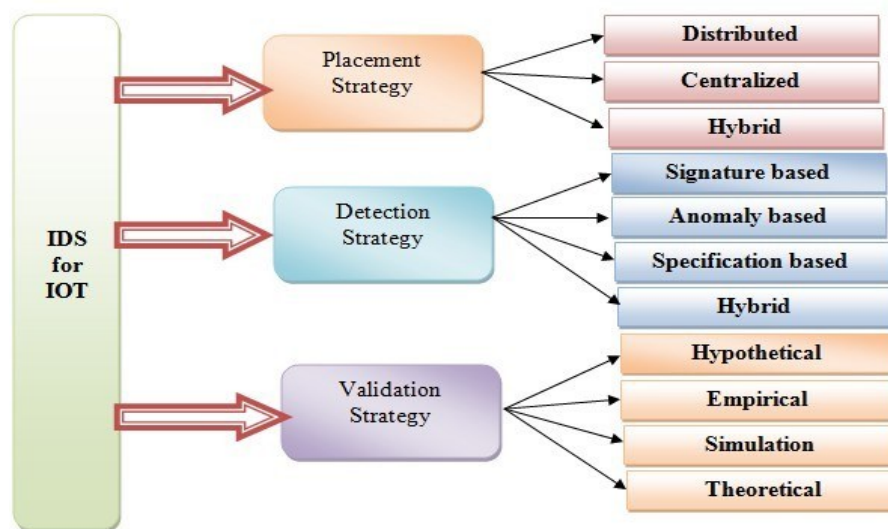 IDS
for
IOT
Placement
Strategy
Distributed
Centralized
Hybrid
Detection
Strategy
Signature based
Anomaly based
Specification based
Hybrid
Validation
Strategy
Hypothetical
Empirical
Simulation
Theoretical